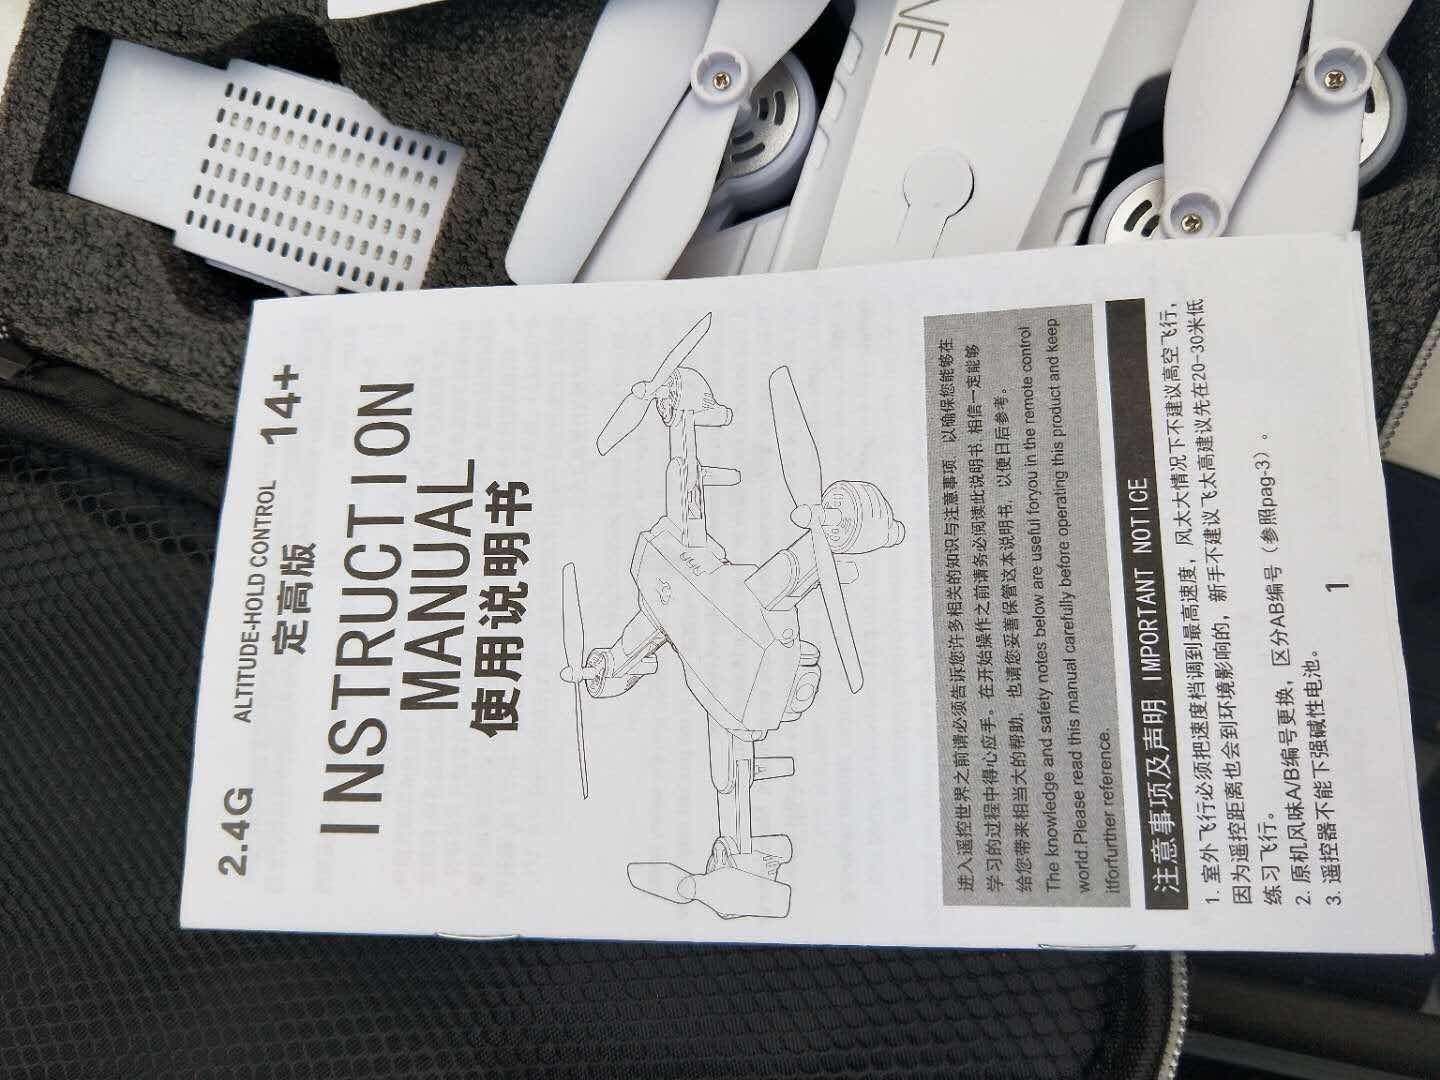 NE
2.4G ALTITUDE-HOLD CONTROL 14+
定高版
INSTRUCTION
MANUAL
使用说明书
进入遥控世界之前请必须告诉您许多相关的知识与注意事项，以确保您能够在
学习的过程中得心应手。在开始操作之前请务必阅读此说明书,相信一定能够
给您带来相当大的帮助，也请您妥善保管这本说明书，以便日后参考。
The knowledge and safety notes below are useful foryou in the remote control
world.Please read this manual carefully before operating this product and keep
itforfurther reference.
注意事项及声明 IMPORTANT NOTICE
1. 室外飞行必须把速度档调到最高速度，风太大情况下不建议高空飞行，
因为遥控距离也会到环境影响的，新手不建议飞太高建议先在20-30米低
练习飞行。
2. 原机风味A/B编号更换，区分AB编号（参照pag-3）。
3. 遥控器不能下强碱性电池。
1